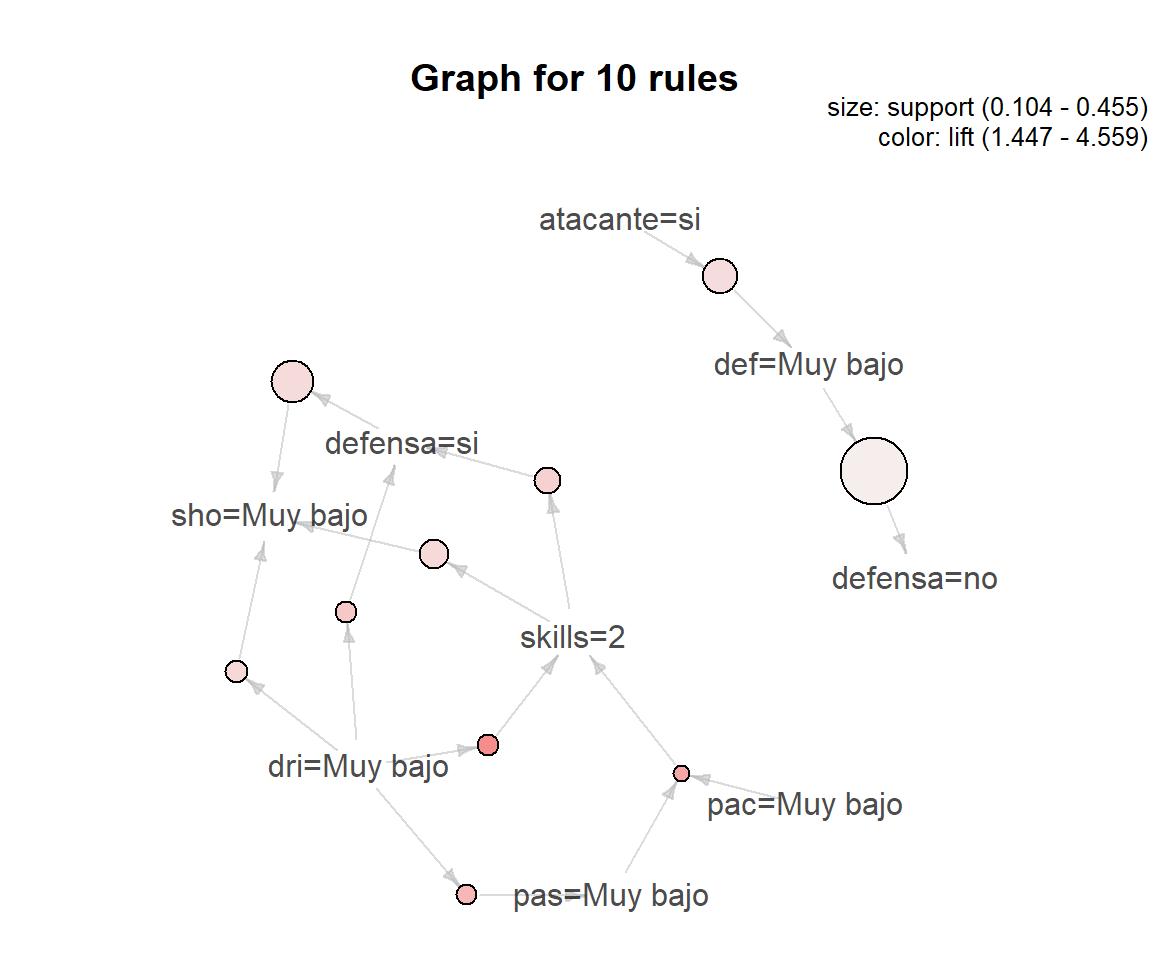 Graph for 10 rules
size: support (0.104 - 0.455)
color: lift (1.447 - 4.559)
atacante=si
def=Muy bajo
defensa=si
sho=Muy bajo
defensa=no
skills=2
dri=Muy bajo
pac=Muy bajo
pas=Muy bajo